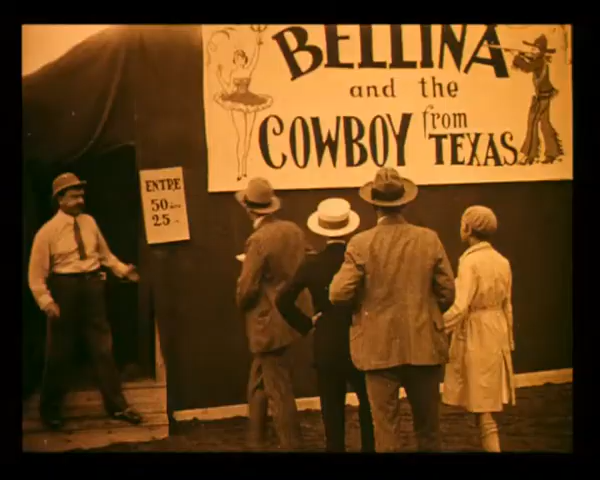 BELLINA
and the
COWBOY from TEXAS
ENTRE
50
25